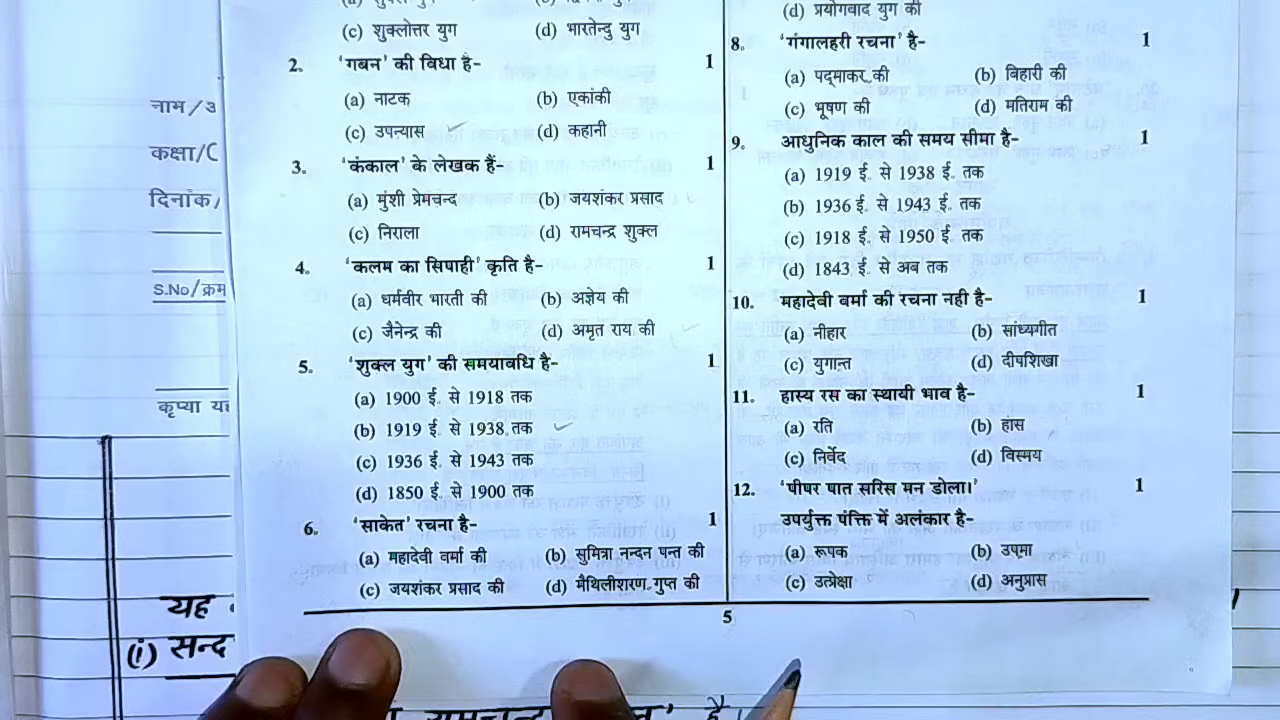 (c) शुक्लोत्तर युग (d) भारतेन्दु युग
2. 'गबन' की विधा है- 1
(a) नाटक (b) एकांकी
(c) उपन्यास (d) कहानी
3. 'कंकाल' के लेखक हैं- 1
(a) मुंशी प्रेमचन्द (b) जयशंकर प्रसाद
(c) निराला (d) रामचन्द्र शुक्ल
4. 'कलम का सिपाही' कृति है- 1
(a) धर्मवीर भारती की (b) अज्ञेय की
(c) जैनेन्द्र की (d) अमृत राय की
5. 'शुक्ल युग' की समयावधि है- 1
(a) 1900 ई. से 1918 तक
(b) 1919 ई. से 1938 तक
(c) 1936 ई. से 1943 तक
(d) 1850 ई. से 1900 तक
6. 'साकेत' रचना है- 1
(a) महादेवी वर्मा की (b) सुमित्रा नन्दन पन्त की
(c) जयशंकर प्रसाद की (d) मैथिलीशरण गुप्त की
(d) प्रयोगवाद युग की
8. 'गंगालहरी रचना' है- 1
(a) पद्माकर की (b) बिहारी की
(c) भूषण की (d) मतिराम की
9. आधुनिक काल की समय सीमा है- 1
(a) 1919 ई. से 1938 ई. तक
(b) 1936 ई. से 1943 ई. तक
(c) 1918 ई. से 1950 ई. तक
(d) 1843 ई. से अब तक
10. महादेवी वर्मा की रचना नही है- 1
(a) नीहार (b) सांध्यगीत
(c) युगान्त (d) दीपशिखा
11. हास्य रस का स्थायी भाव है- 1
(a) रति (b) हास
(c) निर्वेद (d) विस्मय
12. 'पीपर पात सरिस मन डोला।' 1
उपर्युक्त पंक्ति में अलंकार है-
(a) रूपक (b) उपमा
(c) उत्प्रेक्षा (d) अनुप्रास
5
नाम/
कक्षा/C
दिनांक/
S.No/क्रम
कृप्या
यह
(i) सन्द
है।